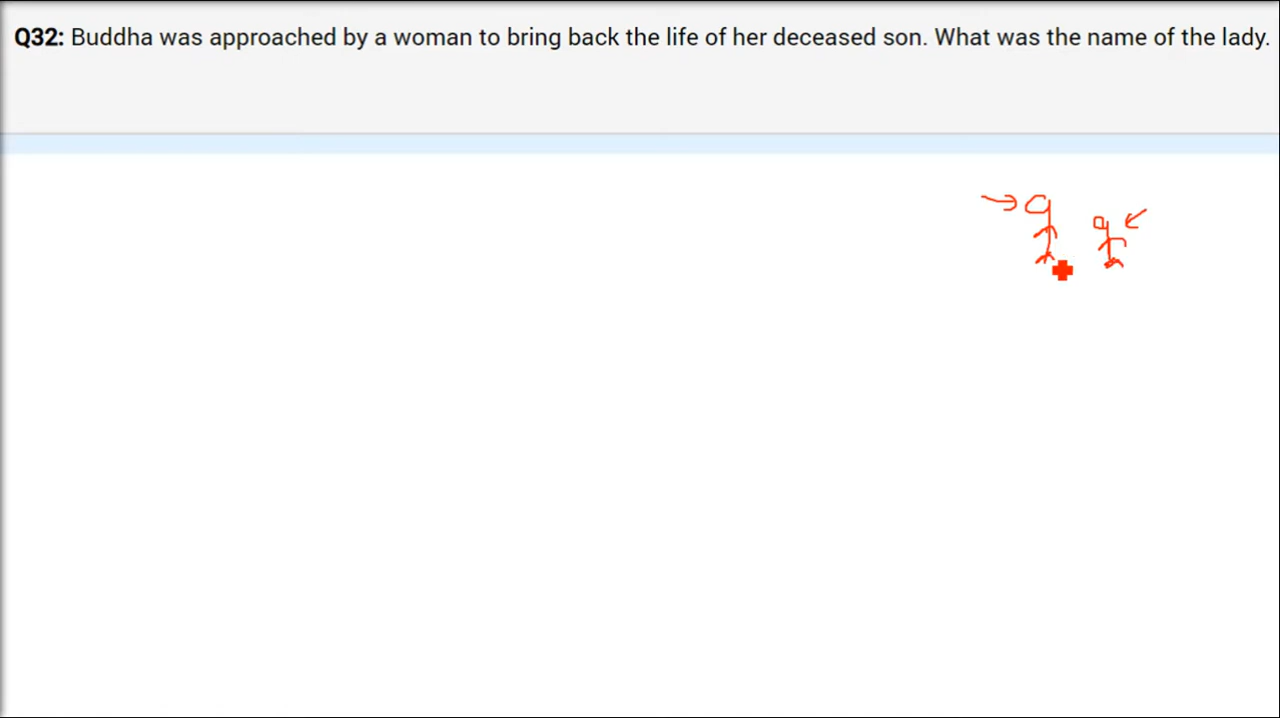 Q32: Buddha was approached by a woman to bring back the life of her deceased son. What was the name of the lady.